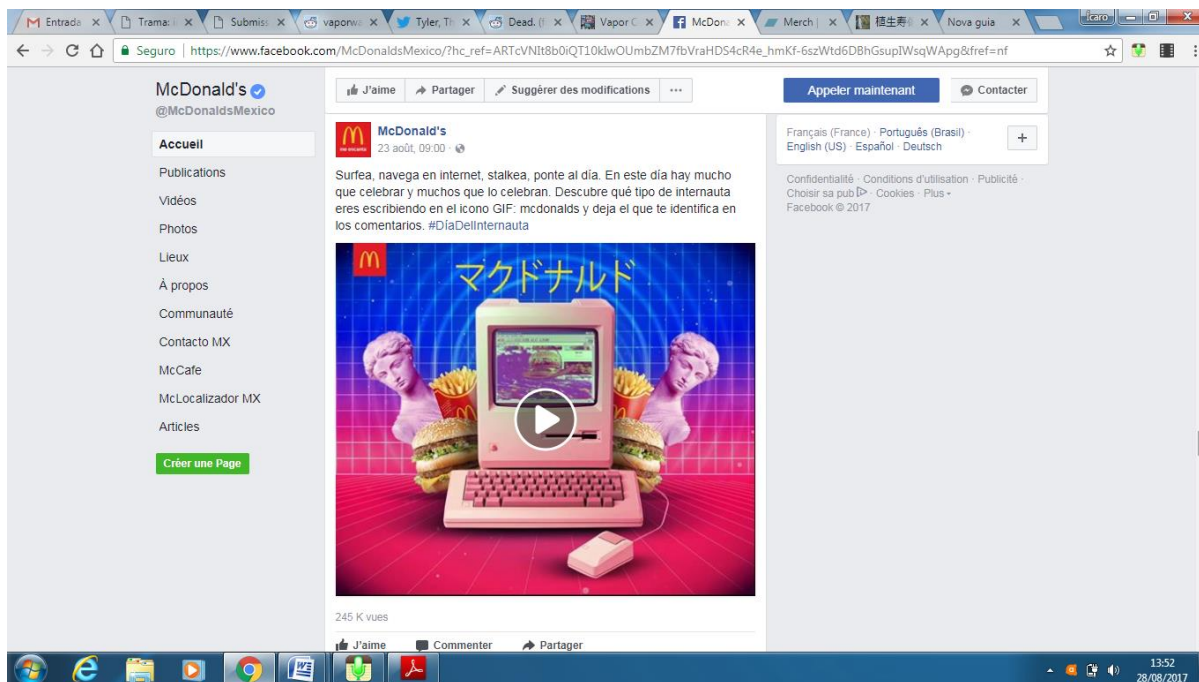 Entrada
Trama:
Submiss
vaporwa
Tyler, Th
Dead. (
Vapor C
McDona
Merch |
植生寿
Nova guia
Ícaro
Seguro | https://www.facebook.com/McDonaldsMexico/?hc_ref=ARTcVNIt8b0iQT10kIwOUmbZM7fbVraHDS4cR4e_hmKf-6szWtd6DBhGsupIWsqWApg&fref=nf
McDonald's
@McDonaldsMexico
Accueil
Publications
Vidéos
Photos
Lieux
À propos
Communauté
Contacto MX
McCafe
McLocalizador MX
Articles
Créer une Page
J'aime
Partager
Suggérer des modifications
...
Appeler maintenant
Contacter
McDonald's
23 août, 09:00
Surfea, navega en internet, stalkea, ponte al día. En este día hay mucho
que celebrar y muchos que lo celebran. Descubre qué tipo de internauta
eres escribiendo en el icono GIF: mcdonalds y deja el que te identifica en
los comentarios. #DíaDelInternauta
マクドナルド
245 K vues
J'aime
Commenter
Partager
Français (France) · Português (Brasil) ·
English (US) · Español · Deutsch
+
Confidentialité · Conditions d'utilisation · Publicité ·
Choisir sa pub · Cookies · Plus
Facebook © 2017
13:52
28/08/2017